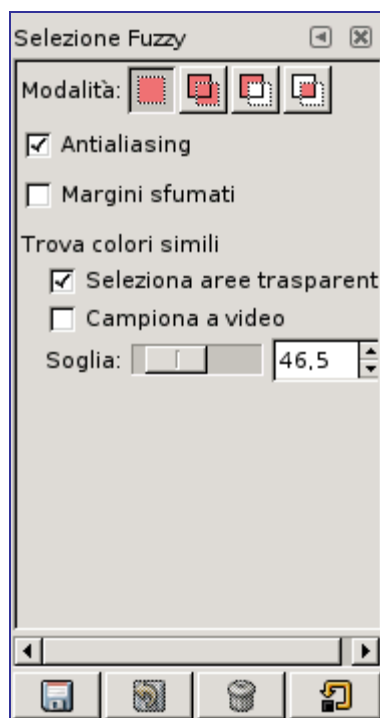 Selezione Fuzzy
Modalità:
Antialiasing
Margini sfumati
Trova colori simili
Seleziona aree trasparent
Campiona a video
Soglia: 46,5